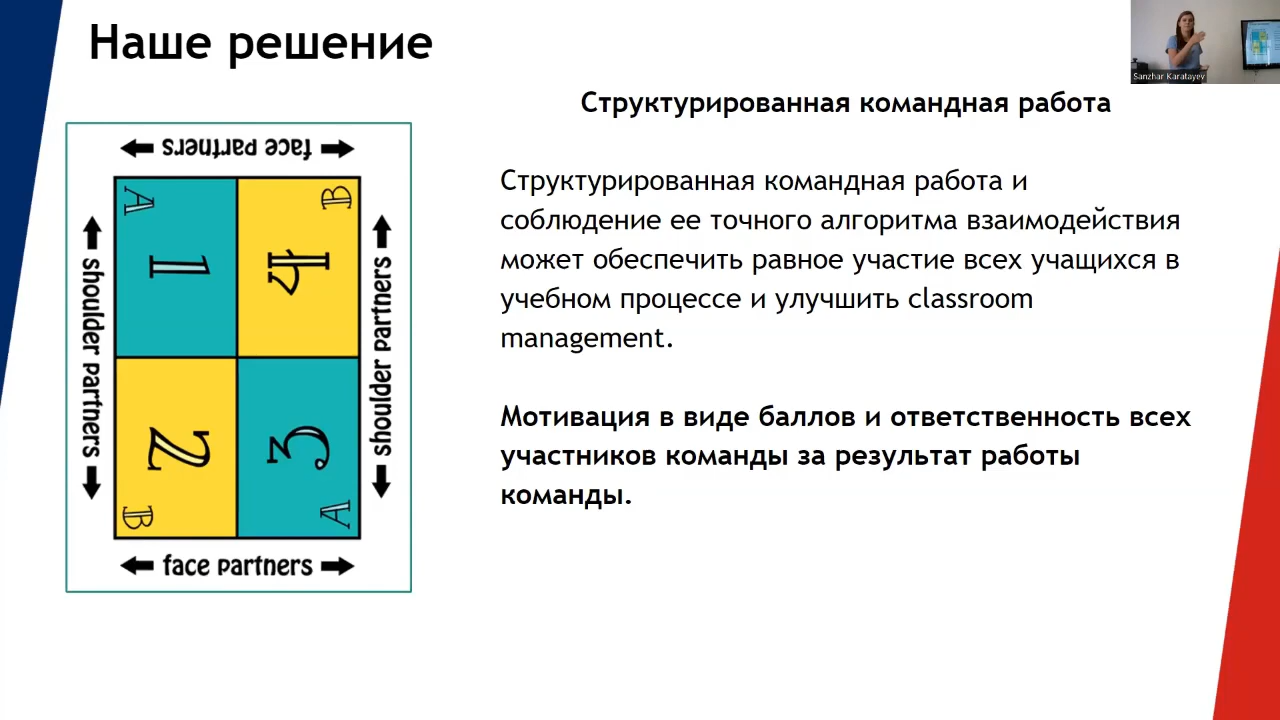 Наше решение
Sanzhar Karatayev
Структурированная командная работа
face partners
A
B
1
4
shoulder partners
shoulder partners
2
3
B
A
face partners
Структурированная командная работа и
соблюдение ее точного алгоритма взаимодействия
может обеспечить равное участие всех учащихся в
учебном процессе и улучшить classroom
management.
Мотивация в виде баллов и ответственность всех
участников команды за результат работы
команды.